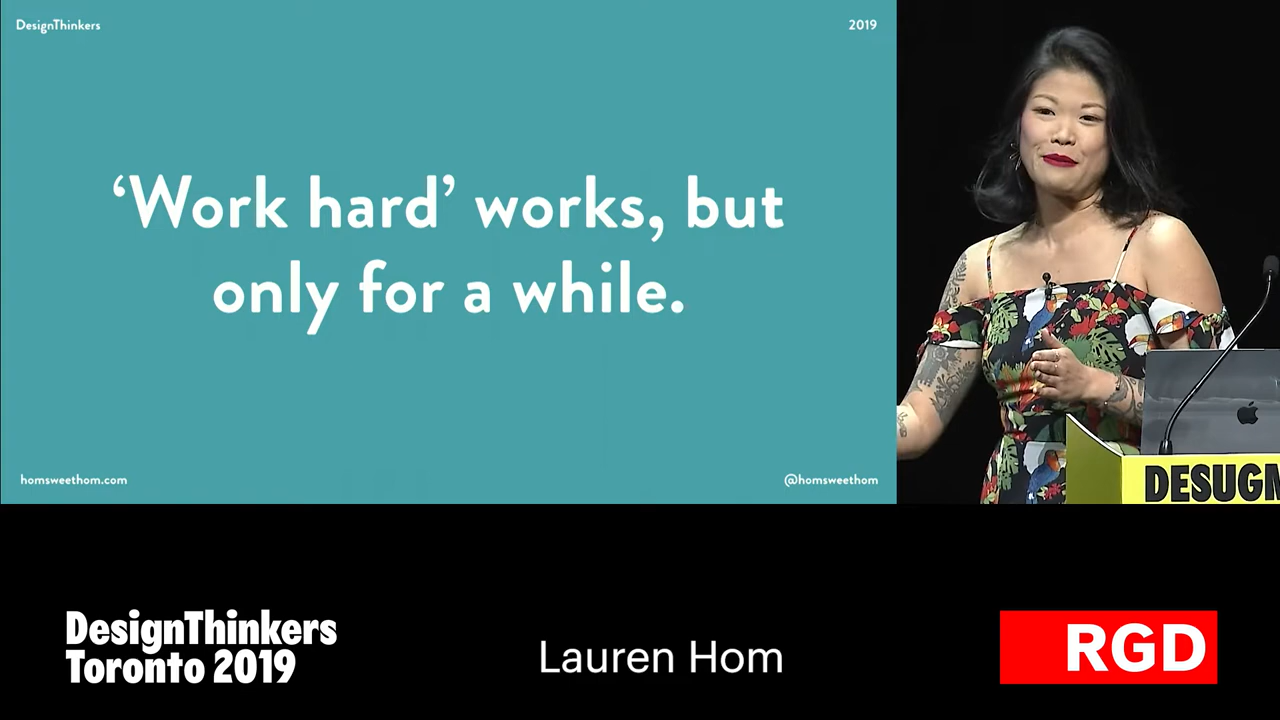 DesignThinkers
2019
‘Work hard’ works, but
only for a while.
homsweethom.com
@homsweethom
DESUGN
DesignThinkers
Toronto 2019
Lauren Hom
RGD